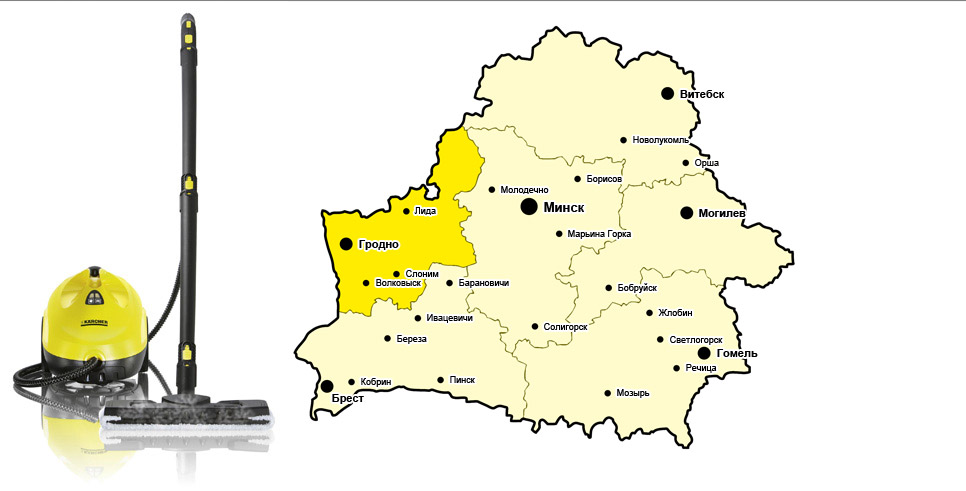 Витебск
Новолукомль
Орша
Борисов
Молодечно
Минск
Лида
Могилев
Марьина Горка
Гродно
Слоним
Волковыск
Барановичи
Бобруйск
Ивацевичи
Жлобин
Солигорск
Береза
Светлогорск
Гомель
Речица
Кобрин
Пинск
Брест
Мозырь
KARCHER